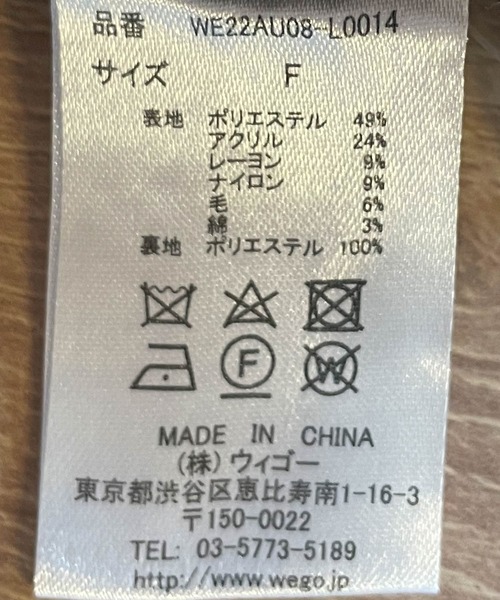 品番 WE22AU08-L0014
サイズ F
表地 ポリエステル 49%
アクリル 24%
レーヨン 9%
ナイロン 9%
毛 6%
綿 3%
裏地 ポリエステル 100%
F W
MADE IN CHINA
(株)ウィゴー
東京都渋谷区恵比寿南1-16-3
〒150-0022
TEL: 03-5773-5189
http://www.wego.jp